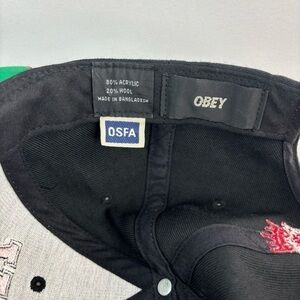 80% ACRYLIC
20% WOOL
MADE IN BANGLADESH
OBEY
OSFA